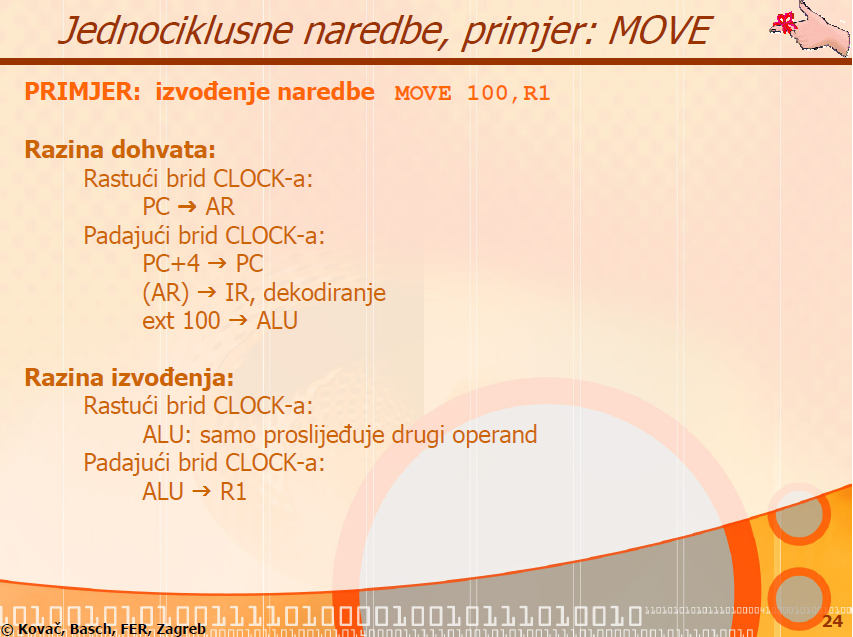 Jednociklusne naredbe, primjer: MOVE
PRIMJER: izvođenje naredbe MOVE 100,R1
Razina dohvata:
Rastući brid CLOCK-a:
PC → AR
Padajući brid CLOCK-a:
PC+4 → PC
(AR) → IR, dekodiranje
ext 100 → ALU
Razina izvođenja:
Rastući brid CLOCK-a:
ALU: samo proslijeđuje drugi operand
Padajući brid CLOCK-a:
ALU → R1
© Kovač, Basch, FER, Zagreb
24